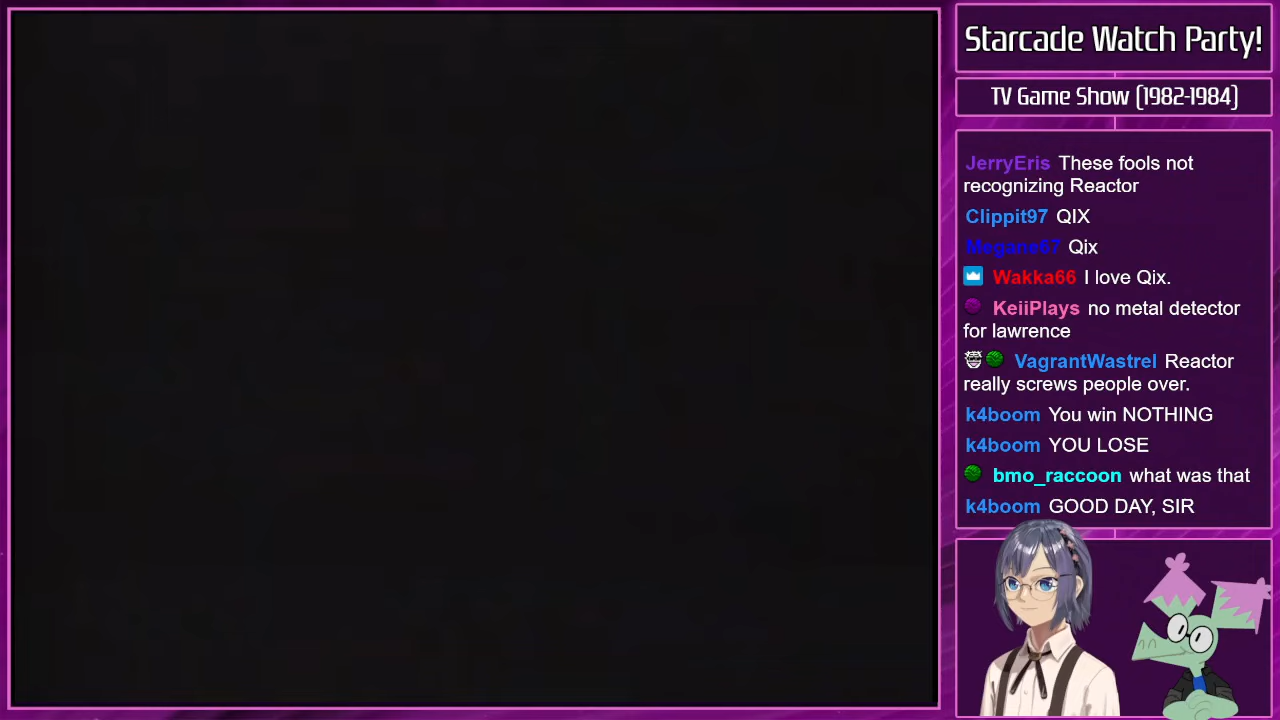 Starcade Watch Party!
TV Game Show (1982-1984)
JerryEris These fools not
recognizing Reactor
Clippit97 QIX
Megane67 Qix
Wakka66 I love Qix.
KeiiPlays no metal detector
for lawrence
VagrantWastrel Reactor
really screws people over.
k4boom You win NOTHING
k4boom YOU LOSE
bmo_raccoon what was that
k4boom GOOD DAY, SIR